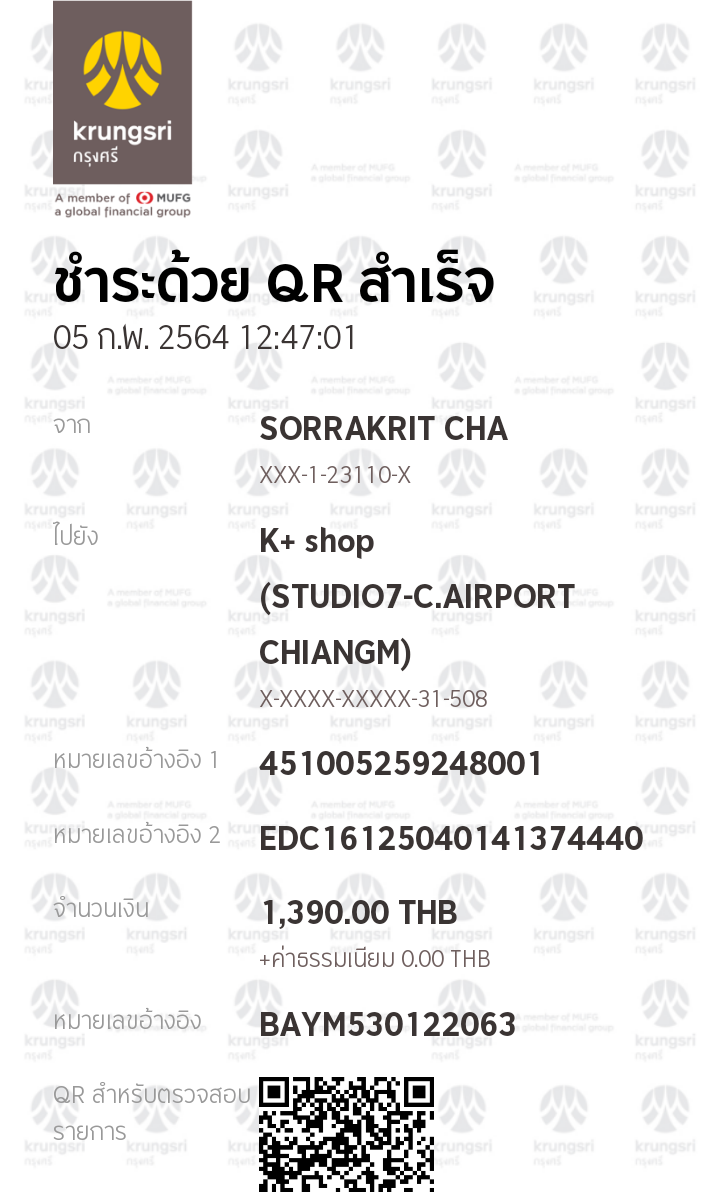 krungsri
กรุงศรี
A member of MUFG
a global financial group
ชำระด้วย QR สำเร็จ
05 ก.พ. 2564 12:47:01
จาก SORRAKRIT CHA
XXX-1-23110-X
ไปยัง K+ shop
(STUDIO7-C.AIRPORT
CHIANGM)
X-XXXX-XXXXX-31-508
หมายเลขอ้างอิง 1 451005259248001
หมายเลขอ้างอิง 2 EDC16125040141374440
จำนวนเงิน 1,390.00 THB
+ค่าธรรมเนียม 0.00 THB
หมายเลขอ้างอิง BAYM530122063
QR สำหรับตรวจสอบ
รายการ